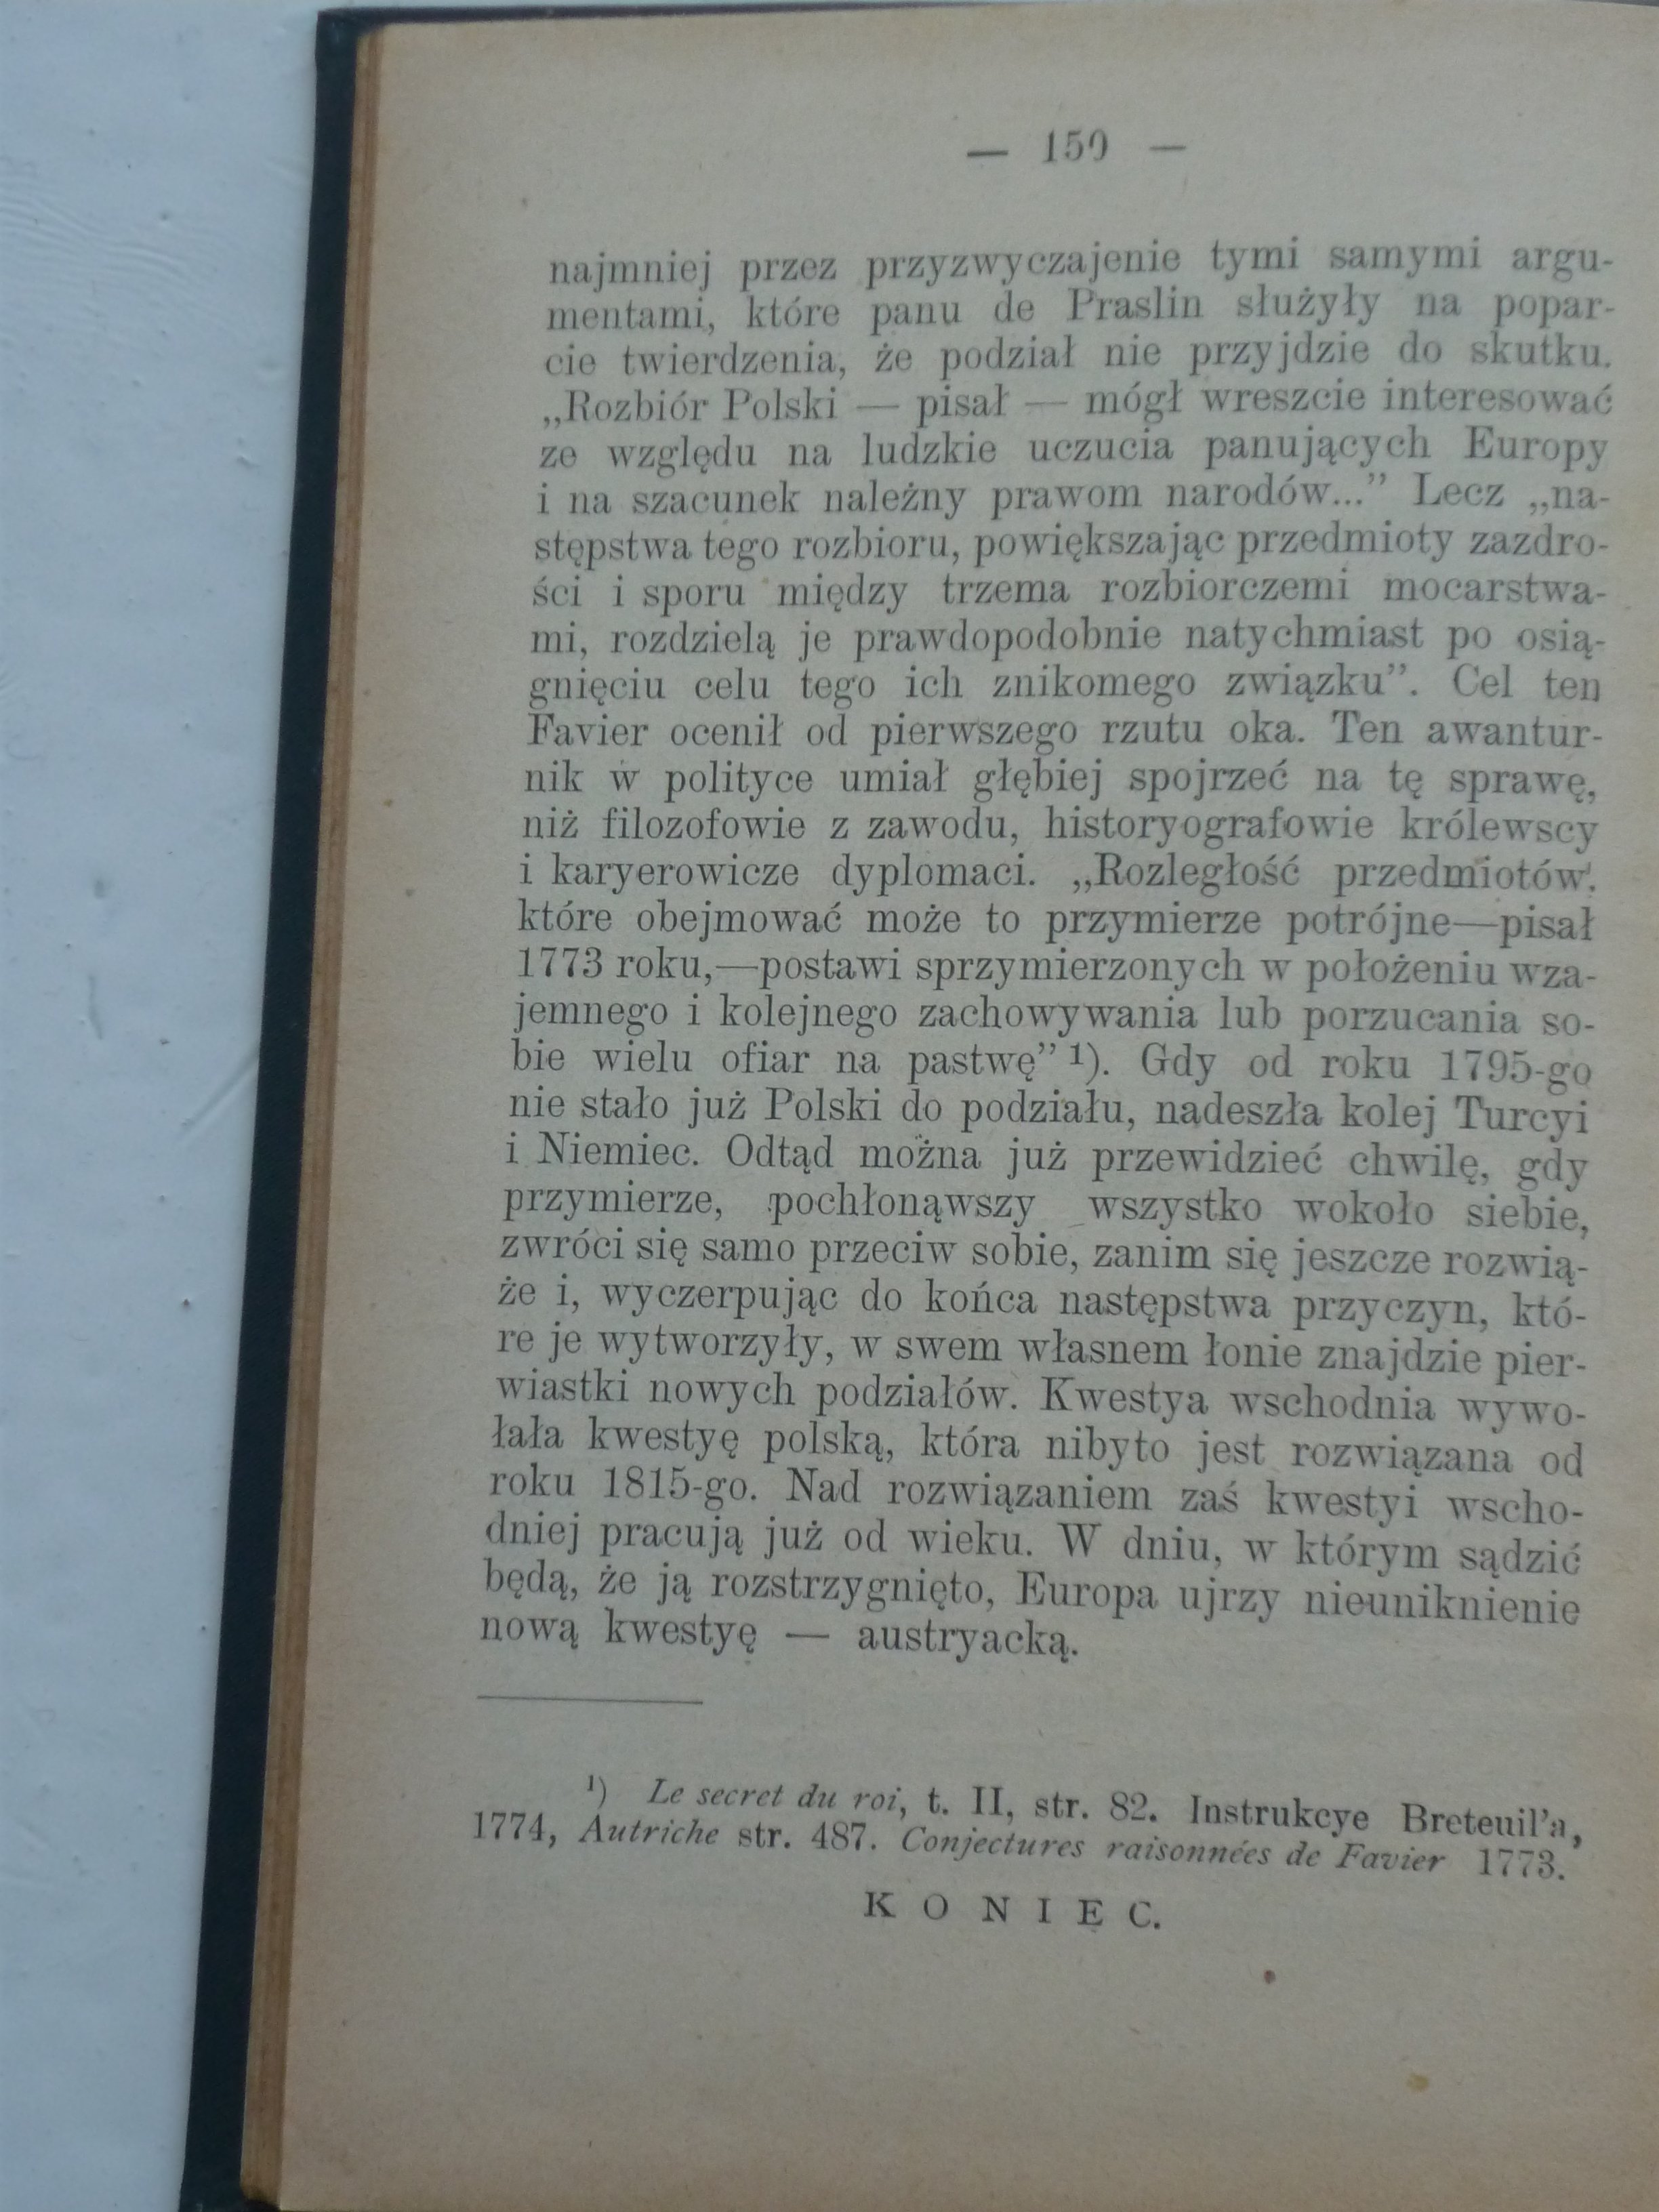 — 150 —
najmniej przez przyzwyczajenie tymi samymi argu-
mentami, które panu de Praslin służyły na popar-
cie twierdzenia, że podział nie przyjdzie do skutku.
„Rozbiór Polski — pisał — mógł wreszcie interesować
ze względu na ludzkie uczucia panujących Europy
i na szacunek należny prawom narodów...” Lecz „na-
stępstwa tego rozbioru, powiększając przedmioty zazdro-
ści i sporu między trzema rozbiorczemi mocarstwa-
mi, rozdzielą je prawdopodobnie natychmiast po osią-
gnięciu celu tego ich znikomego związku”. Cel ten
Favier ocenił od pierwszego rzutu oka. Ten awantur-
nik w polityce umiał głębiej spojrzeć na tę sprawę,
niż filozofowie z zawodu, historyografowie królewscy
i karyerowicze dyplomaci. „Rozległość przedmiotów,
które obejmować może to przymierze potrójne—pisał
1773 roku,—postawi sprzymierzonych w położeniu wza-
jemnego i kolejnego zachowywania lub porzucania so-
bie wielu ofiar na pastwę” ¹). Gdy od roku 1795-go
nie stało już Polski do podziału, nadeszła kolej Turcyi
i Niemiec. Odtąd można już przewidzieć chwilę, gdy
przymierze, pochłonąwszy wszystko wokoło siebie,
zwróci się samo przeciw sobie, zanim się jeszcze rozwią-
że i, wyczerpując do końca następstwa przyczyn, któ-
re je wytworzyły, w swem własnem łonie znajdzie pier-
wiastki nowych podziałów. Kwestya wschodnia wywo-
łała kwestyę polską, która nibyto jest rozwiązana od
roku 1815-go. Nad rozwiązaniem zaś kwestyi wscho-
dniej pracują już od wieku. W dniu, w którym sądzić
będą, że ją rozstrzygnięto, Europa ujrzy nieuniknienie
nową kwestyę — austryacką.
¹) Le secret du roi, t. II, str. 82. Instrukcye Breteuil’a,
1774, Autriche str. 487. Conjectures raisonnées de Favier 1773.
KONIEC.